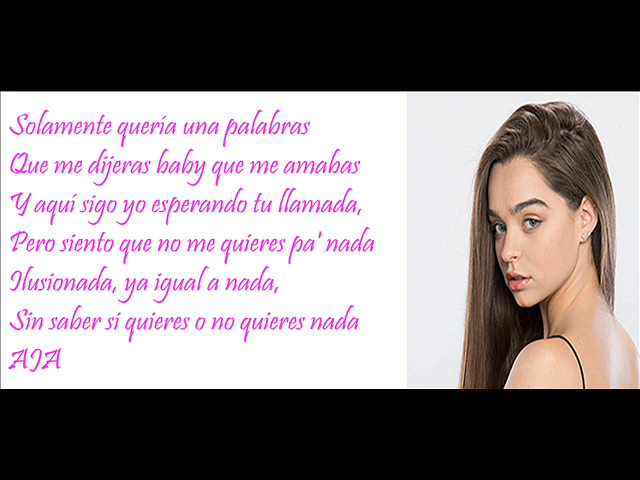 Solamente quería una palabras
Que me dijeras baby que me amabas
Y aquí sigo yo esperando tu llamada,
Pero siento que no me quieres pa' nada
Ilusionada, ya igual a nada,
Sin saber si quieres o no quieres nada
AJA